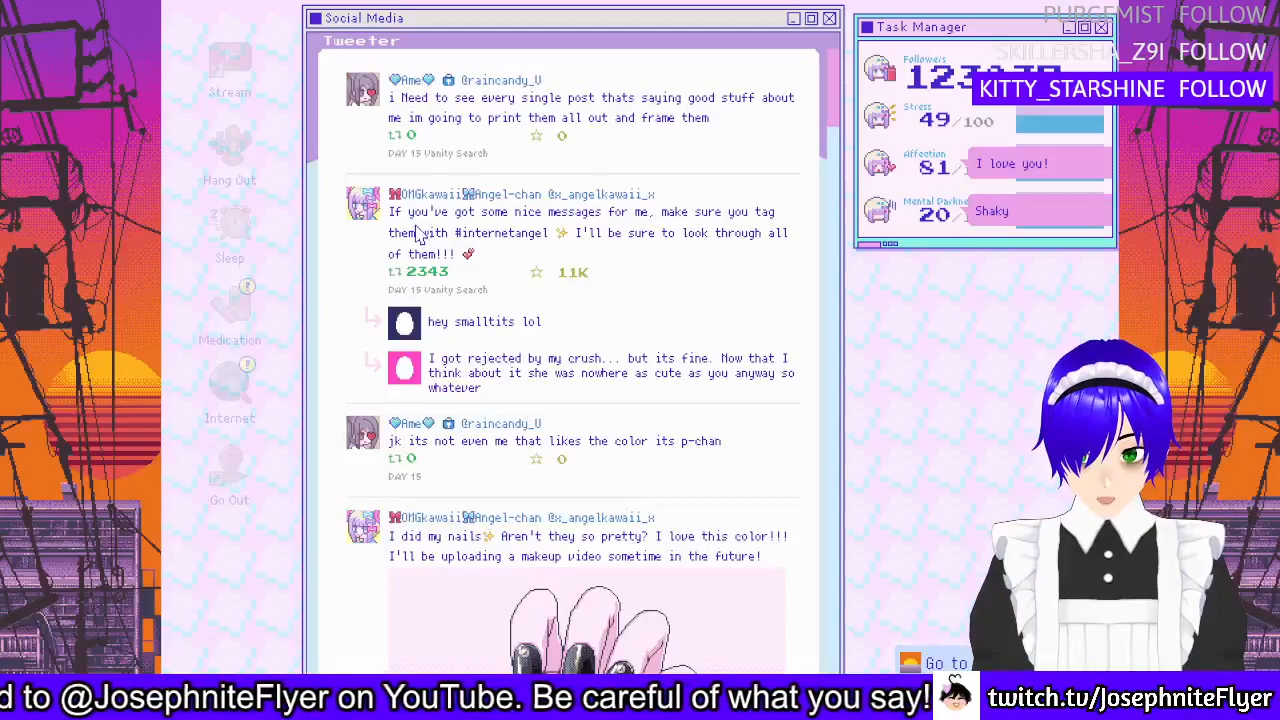 Social Media
Tweeter
Ame @raincandy_U
i Need to see every single post thats saying good stuff about
me im going to print them all out and frame them
0 0
DAY 15 Vanity Search
OMGkawaii Angel-chan @x_angelkawaii_x
If you've got some nice messages for me, make sure you tag
them with #internetangel I'll be sure to look through all
of them!!!
2343 11K
DAY 15 Vanity Search
hey smalltits lol
I got rejected by my crush... but its fine. Now that I
think about it she was nowhere as cute as you anyway so
whatever
Ame @raincandy_U
jk its not even me that likes the color its p-chan
0 0
DAY 15
OMGkawaii Angel-chan @x_angelkawaii_x
I did my nails Aren't they so pretty? I love this color!!!
I'll be uploading a makeup video sometime in the future!
Stream
Hang Out
Sleep
Medication
Internet
Go Out
Task Manager
Followers
Stress
49/100
Affection
81/
I love you!
Mental Darkne
20/
Shaky
PURGEMIST FOLLOW
SKILLERSHA_Z9I FOLLOW
KITTY_STARSHINE FOLLOW
Go to
d to @JosephniteFlyer on YouTube. Be careful of what you say!
twitch.tv/JosephniteFlyer